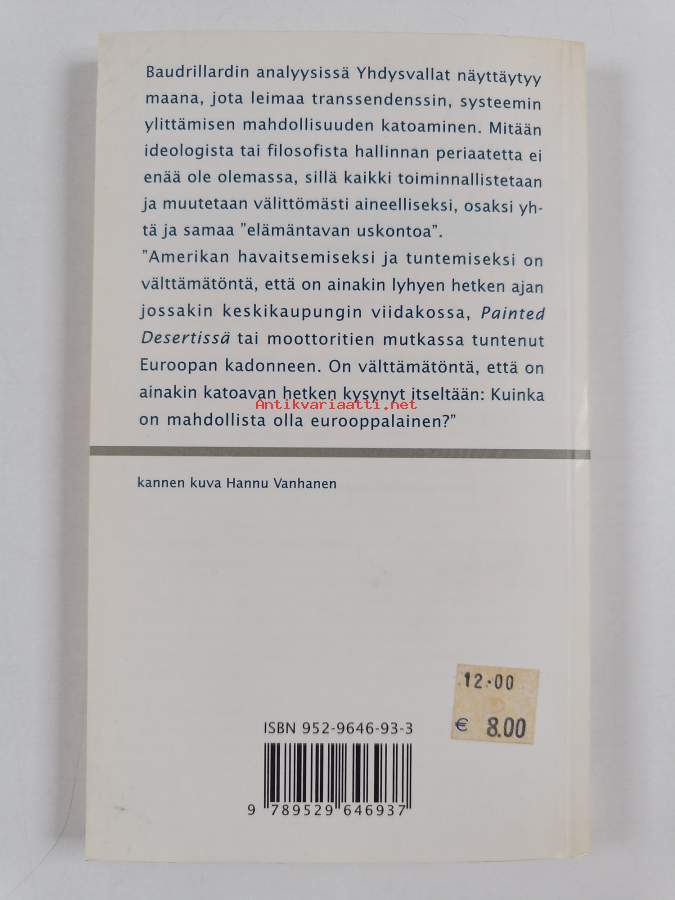 Baudrillardin analyysissä Yhdysvallat näyttäytyy
maana, jota leimaa transsendenssin, systeemin
ylittämisen mahdollisuuden katoaminen. Mitään
ideologista tai filosofista hallinnan periaatetta ei
enää ole olemassa, sillä kaikki toiminnallistetaan
ja muutetaan välittömästi aineelliseksi, osaksi yh-
tä ja samaa "elämäntavan uskontoa".
"Amerikan havaitsemiseksi ja tuntemiseksi on
välttämätöntä, että on ainakin lyhyen hetken ajan
jossakin keskikaupungin viidakossa, Painted
Desertissä tai moottoritien mutkassa tuntenut
Euroopan kadonneen. On välttämätöntä, että on
ainakin katoavan hetken kysynyt itseltään: Kuinka
Antikvariaatti.net
on mahdollista olla eurooppalainen?"
kannen kuva Hannu Vanhanen
12.00
€ 8.00
ISBN 952-9646-93-3
9 789529 646937